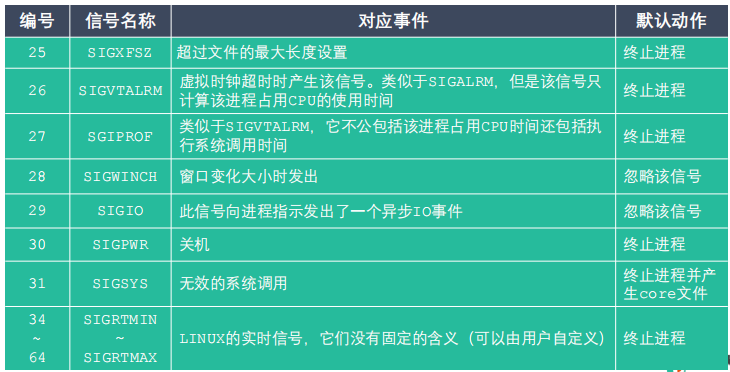 编号 信号名称 对应事件 默认动作
25 SIGXFSZ 超过文件的最大长度设置 终止进程
26 SIGVTALRM 虚拟时钟超时时产生该信号。类似于SIGALRM，但是该信号只
计算该进程占用CPU的使用时间 终止进程
27 SGIPROF 类似于SIGVTALRM，它不公包括该进程占用CPU时间还包括执
行系统调用时间 终止进程
28 SIGWINCH 窗口变化大小时发出 忽略该信号
29 SIGIO 此信号向进程指示发出了一个异步IO事件 忽略该信号
30 SIGPWR 关机 终止进程
31 SIGSYS 无效的系统调用 终止进程并产
生core文件
34 SIGRTMIN
~ ~ LINUX的实时信号，它们没有固定的含义（可以由用户自定义） 终止进程
64 SIGRTMAX